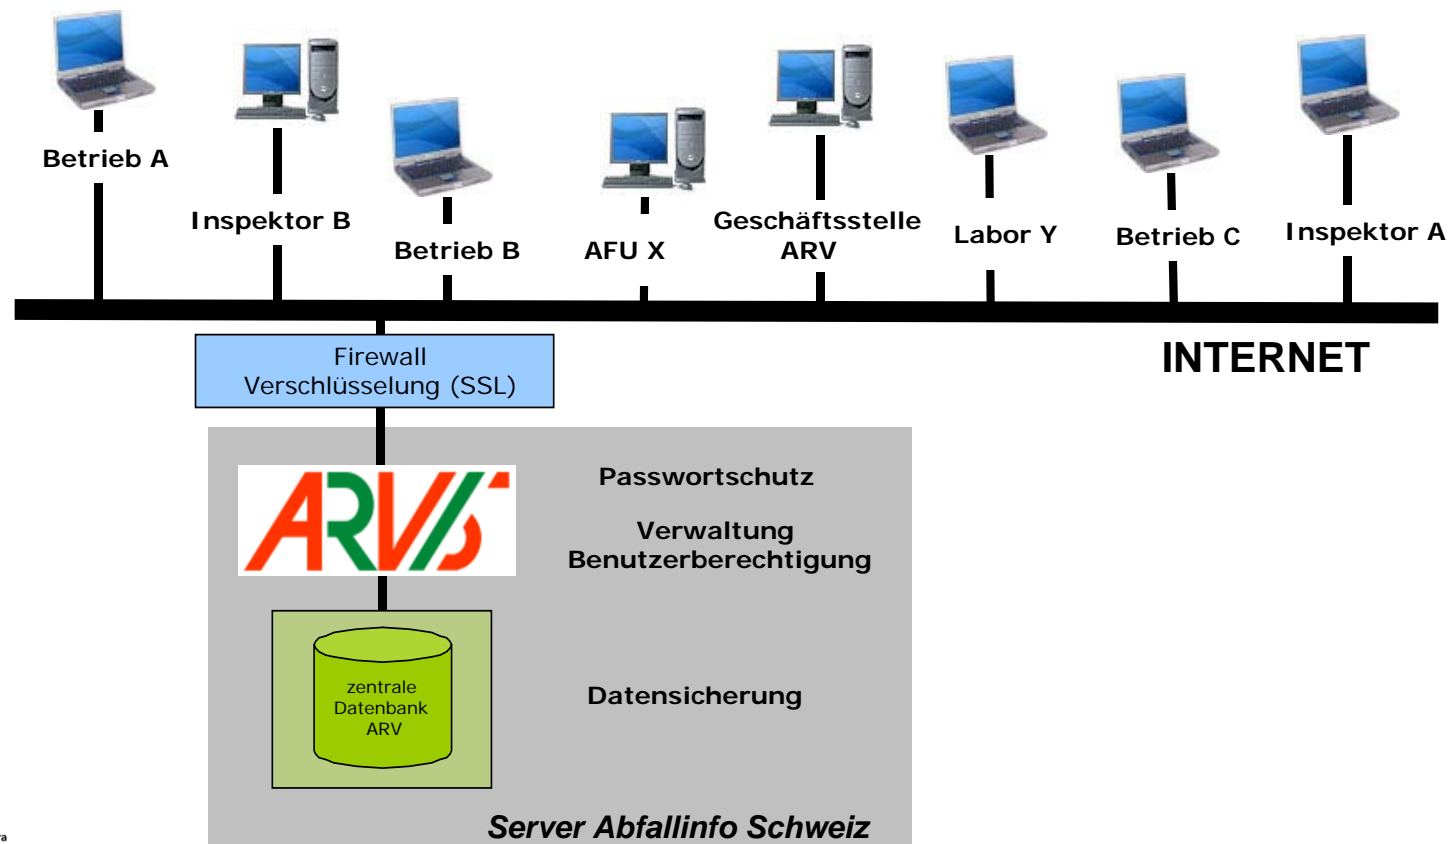 Betrieb A
Inspektor B
Betrieb B
AFU X
Geschäftsstelle
ARV
Labor Y
Betrieb C
Inspektor A
INTERNET
Firewall
Verschlüsselung (SSL)
ARVIS
Passwortschutz
Verwaltung
Benutzerberechtigung
zentrale
Datenbank
ARV
Datensicherung
Server Abfallinfo Schweiz